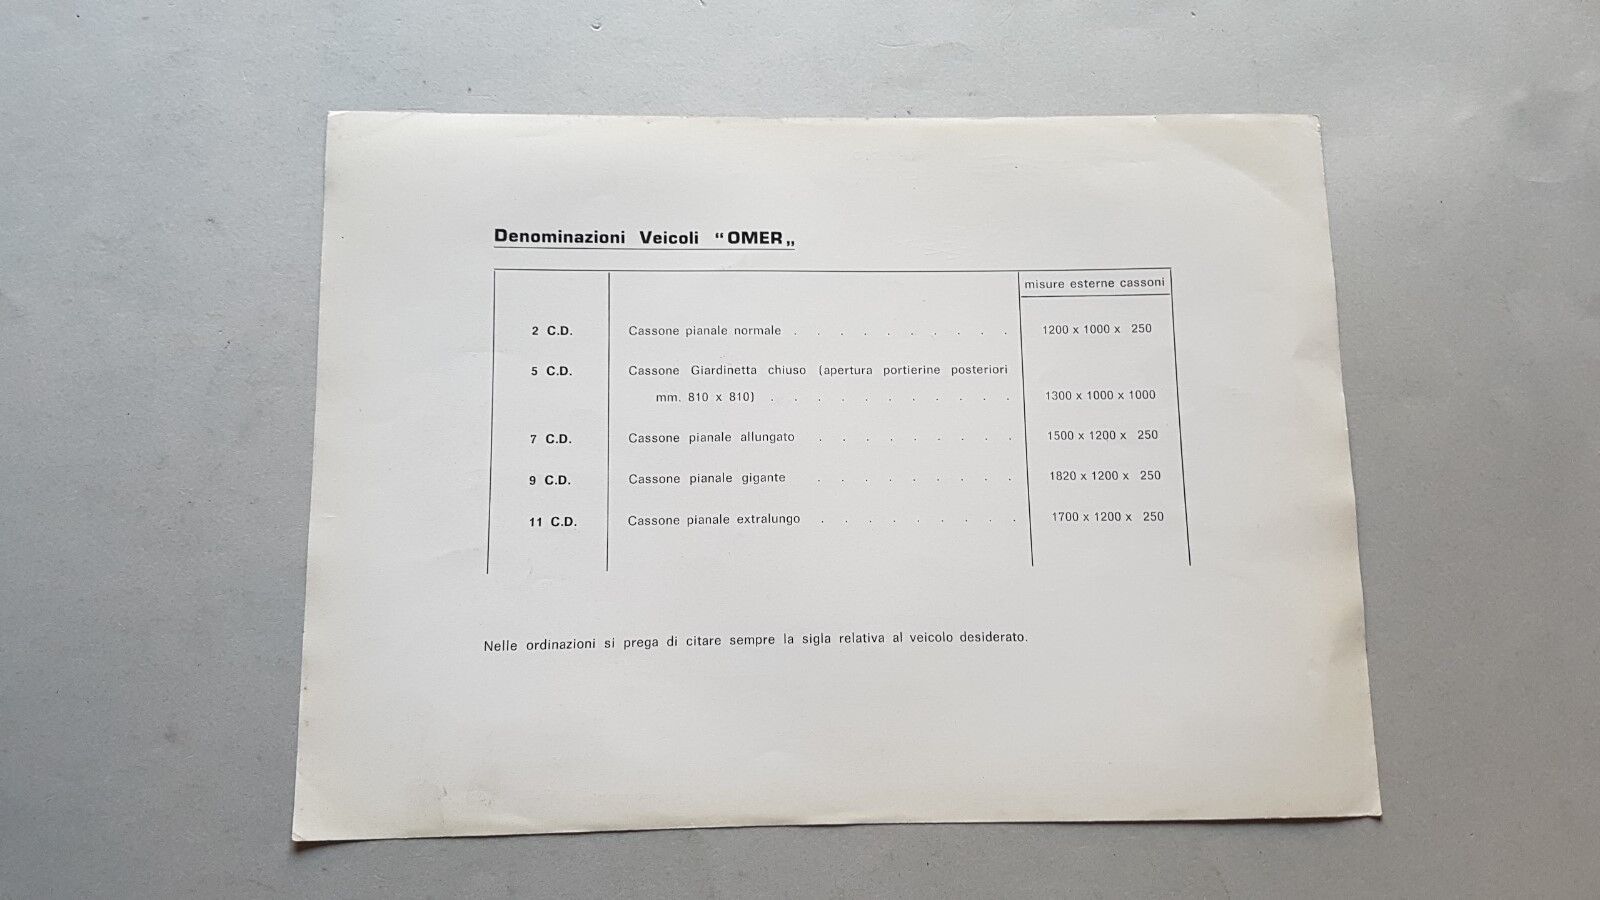 Denominazioni Veicoli “OMER„
misure esterne cassoni
2 C.D. Cassone pianale normale . . . . . . . . . . 1200 x 1000 x 250
5 C.D. Cassone Giardinetta chiuso (apertura portierine posteriori
mm. 810 x 810) . . . . . . . . . . . 1300 x 1000 x 1000
7 C.D. Cassone pianale allungato . . . . . . . . . 1500 x 1200 x 250
9 C.D. Cassone pianale gigante . . . . . . . . . 1820 x 1200 x 250
11 C.D. Cassone pianale extralungo . . . . . . . . . 1700 x 1200 x 250
Nelle ordinazioni si prega di citare sempre la sigla relativa al veicolo desiderato.